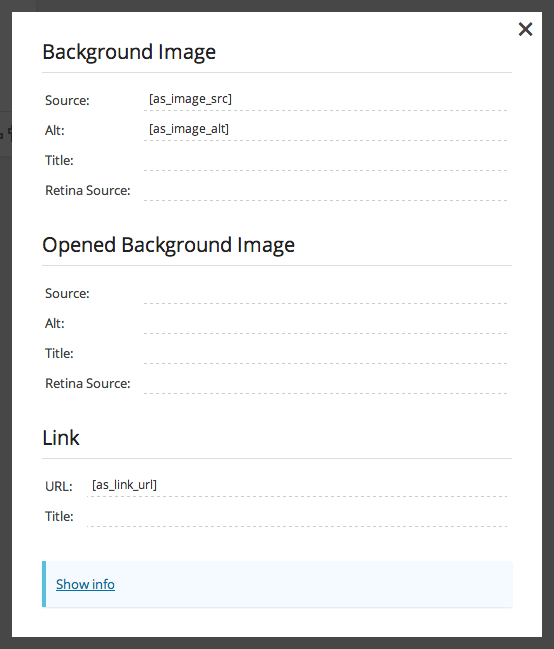 Background Image
Source: [as_image_src]
Alt: [as_image_alt]
Title:
Retina Source:
Opened Background Image
Source:
Alt:
Title:
Retina Source:
Link
URL: [as_link_url]
Title:
Show info